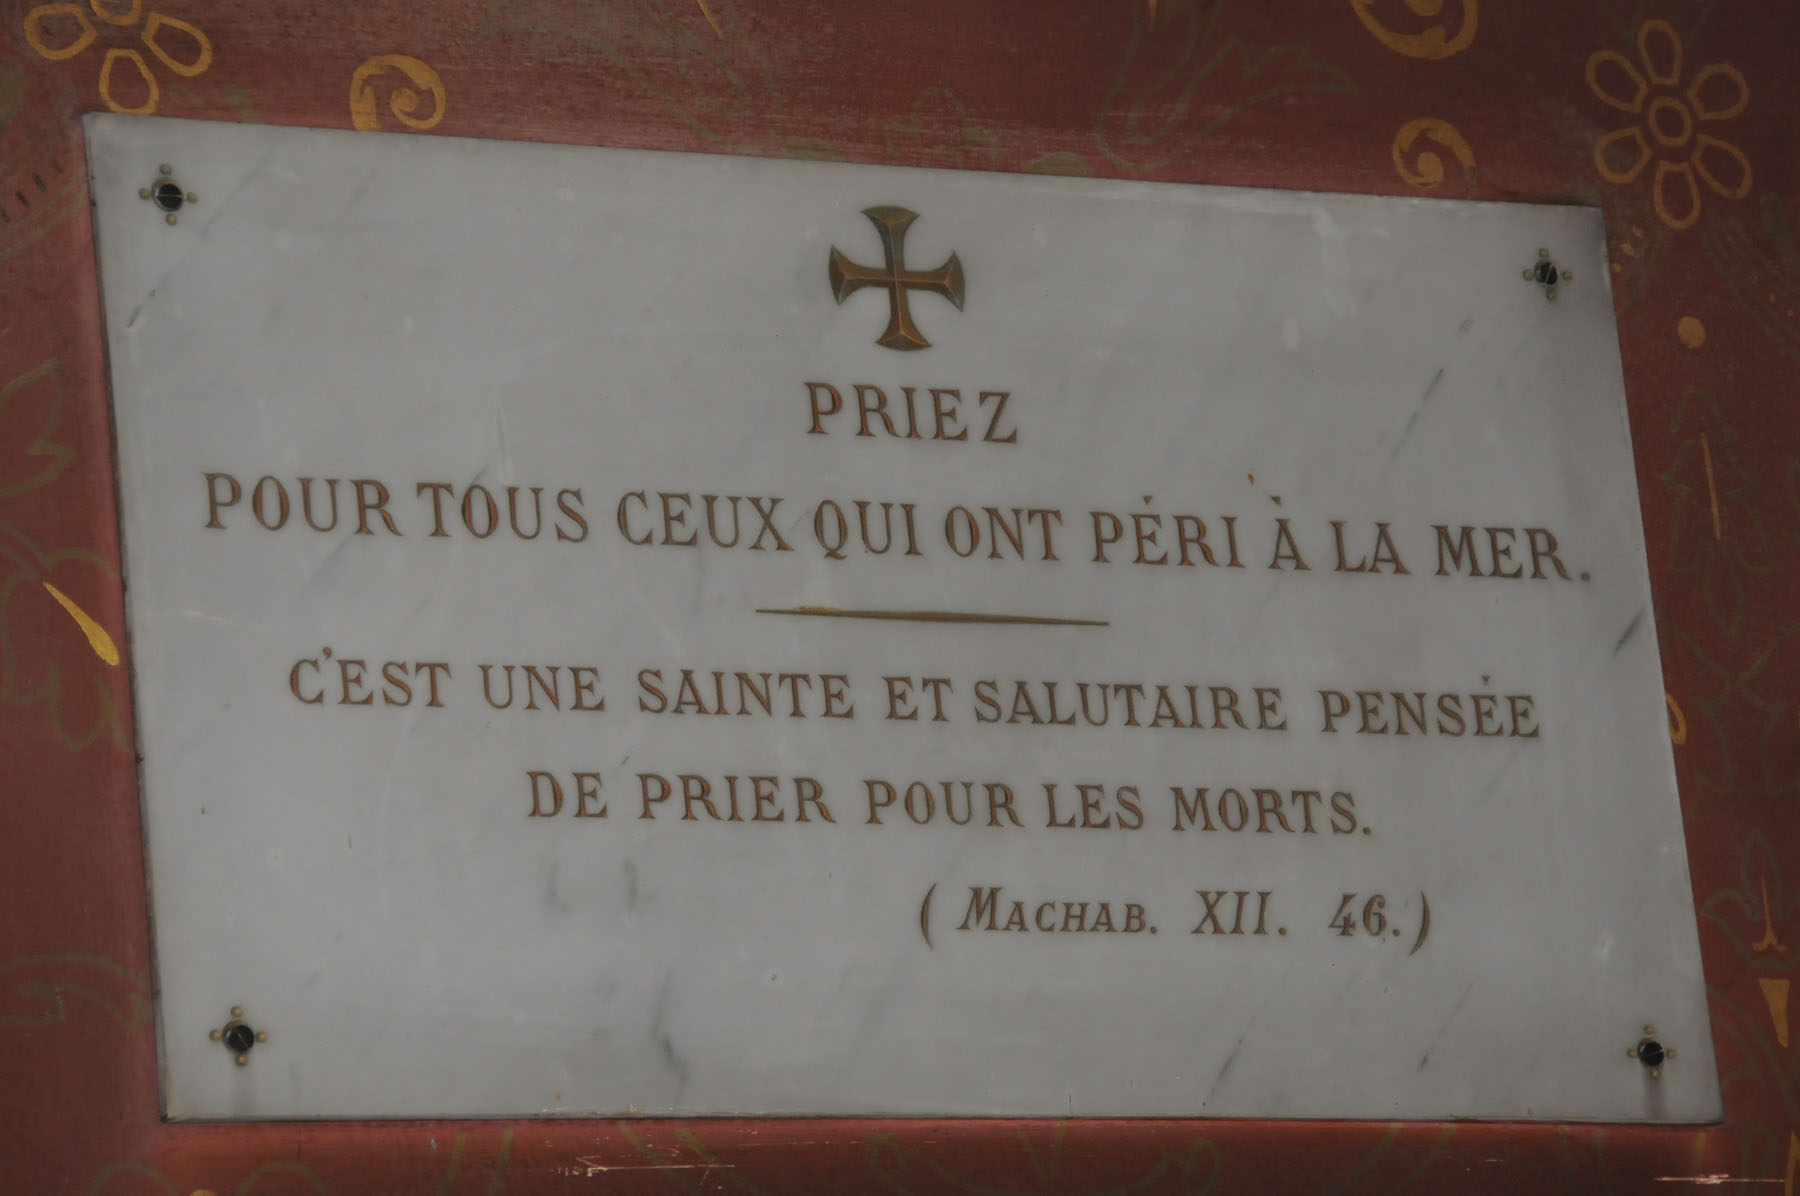 PRIEZ
POUR TOUS CEUX QUI ONT PÉRI À LA MER.
C'EST UNE SAINTE ET SALUTAIRE PENSÉE
DE PRIER POUR LES MORTS.
(MACHAB. XII. 46.)